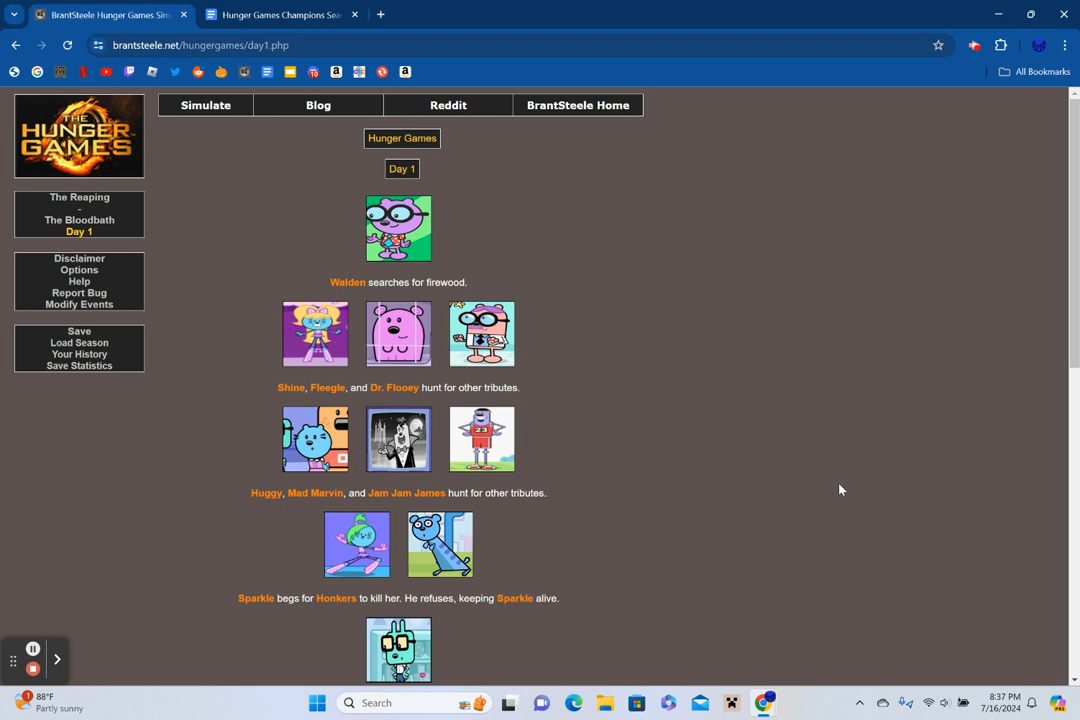 BrantSteele Hunger Games Sim
Hunger Games Champions Sea
brantsteele.net/hungergames/day1.php
All Bookmarks
THE HUNGER GAMES
Simulate
Blog
Reddit
BrantSteele Home
The Reaping
-
The Bloodbath
Day 1
Disclaimer
Options
Help
Report Bug
Modify Events
Save
Load Season
Your History
Save Statistics
Hunger Games
Day 1
Walden searches for firewood.
Shine, Fleegle, and Dr. Flooey hunt for other tributes.
23
Huggy, Mad Marvin, and Jam Jam James hunt for other tributes.
Sparkle begs for Honkers to kill her. He refuses, keeping Sparkle alive.
1
88°F
Partly sunny
Search
8:37 PM
7/16/2024